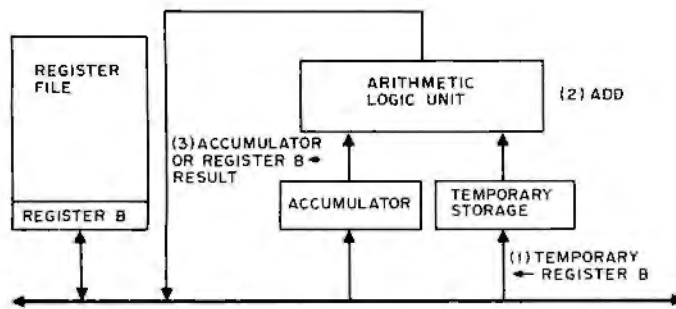 REGISTER
FILE
REGISTER B
ARITHMETIC
LOGIC UNIT
(2) ADD
(3) ACCUMULATOR
OR REGISTER B ←
RESULT
ACCUMULATOR
TEMPORARY
STORAGE
(1) TEMPORARY
← REGISTER B